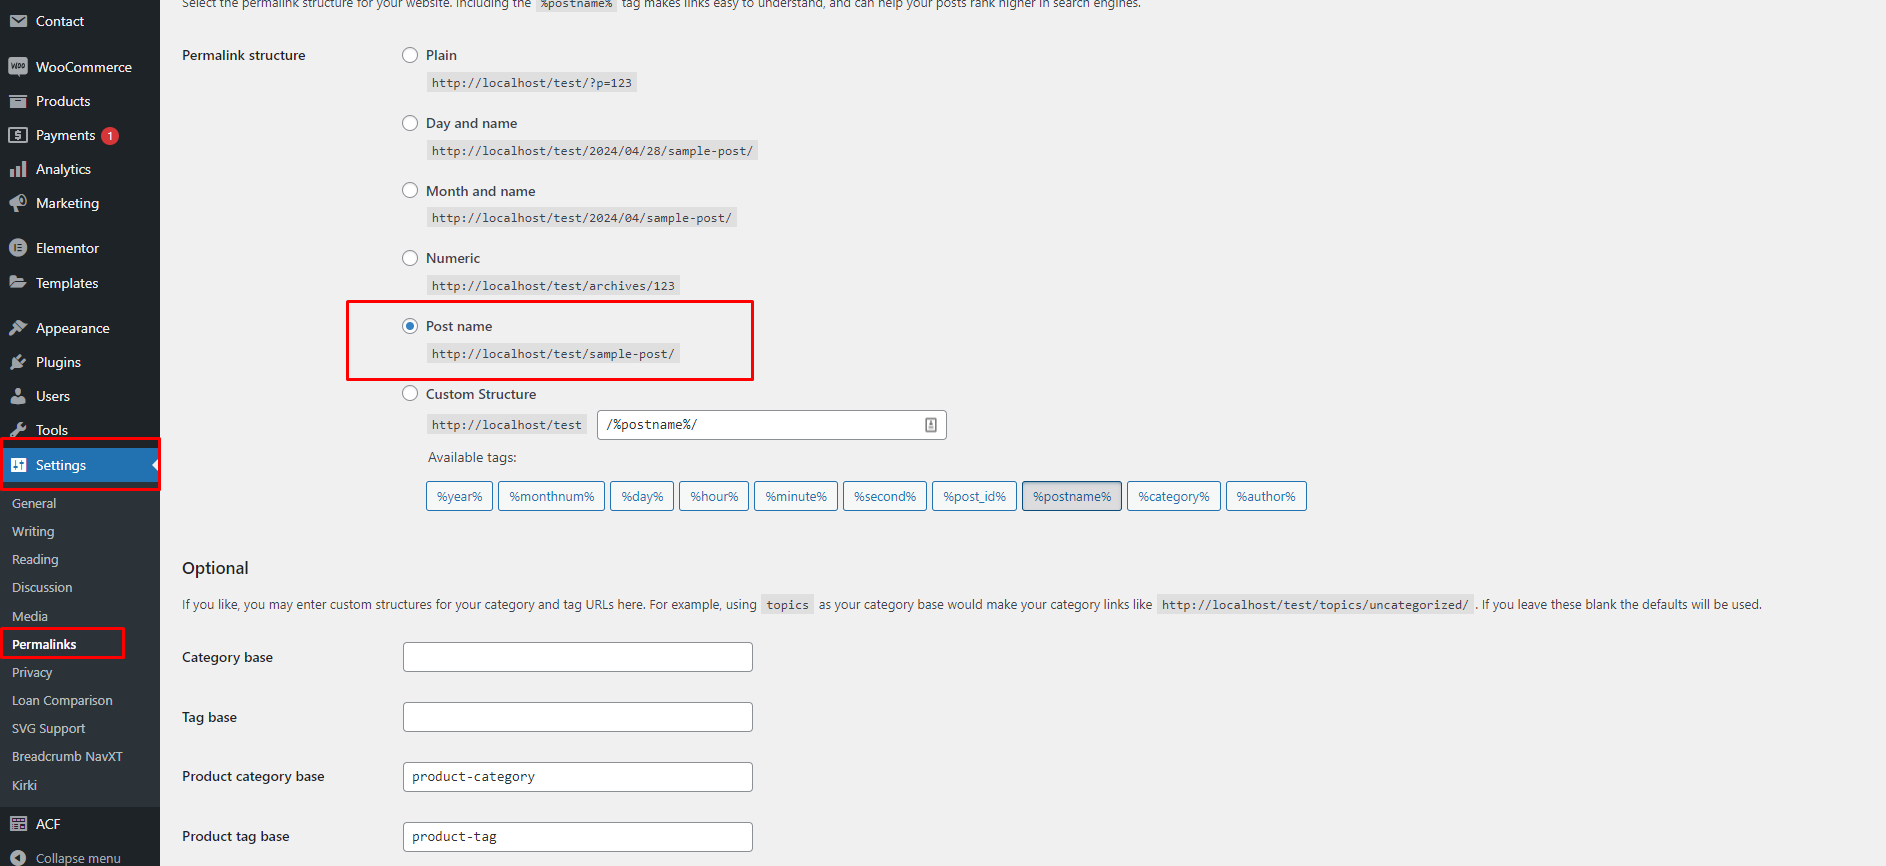 Contact
WooCommerce
Products
Payments 1
Analytics
Marketing
Elementor
Templates
Appearance
Plugins
Users
Tools
Settings
General
Writing
Reading
Discussion
Media
Permalinks
Privacy
Loan Comparison
SVG Support
Breadcrumb NavXT
Kirki
ACF
Collapse menu
Select the permalink structure for your website. Including the %postname% tag makes links easy to understand, and can help your posts rank higher in search engines.
Permalink structure
Plain
http://localhost/test/?p=123
Day and name
http://localhost/test/2024/04/28/sample-post/
Month and name
http://localhost/test/2024/04/sample-post/
Numeric
http://localhost/test/archives/123
Post name
http://localhost/test/sample-post/
Custom Structure
http://localhost/test /%postname%/
Available tags:
%year% %monthnum% %day% %hour% %minute% %second% %post_id% %postname% %category% %author%
Optional
If you like, you may enter custom structures for your category and tag URLs here. For example, using topics as your category base would make your category links like http://localhost/test/topics/uncategorized/ . If you leave these blank the defaults will be used.
Category base
Tag base
Product category base product-category
Product tag base product-tag